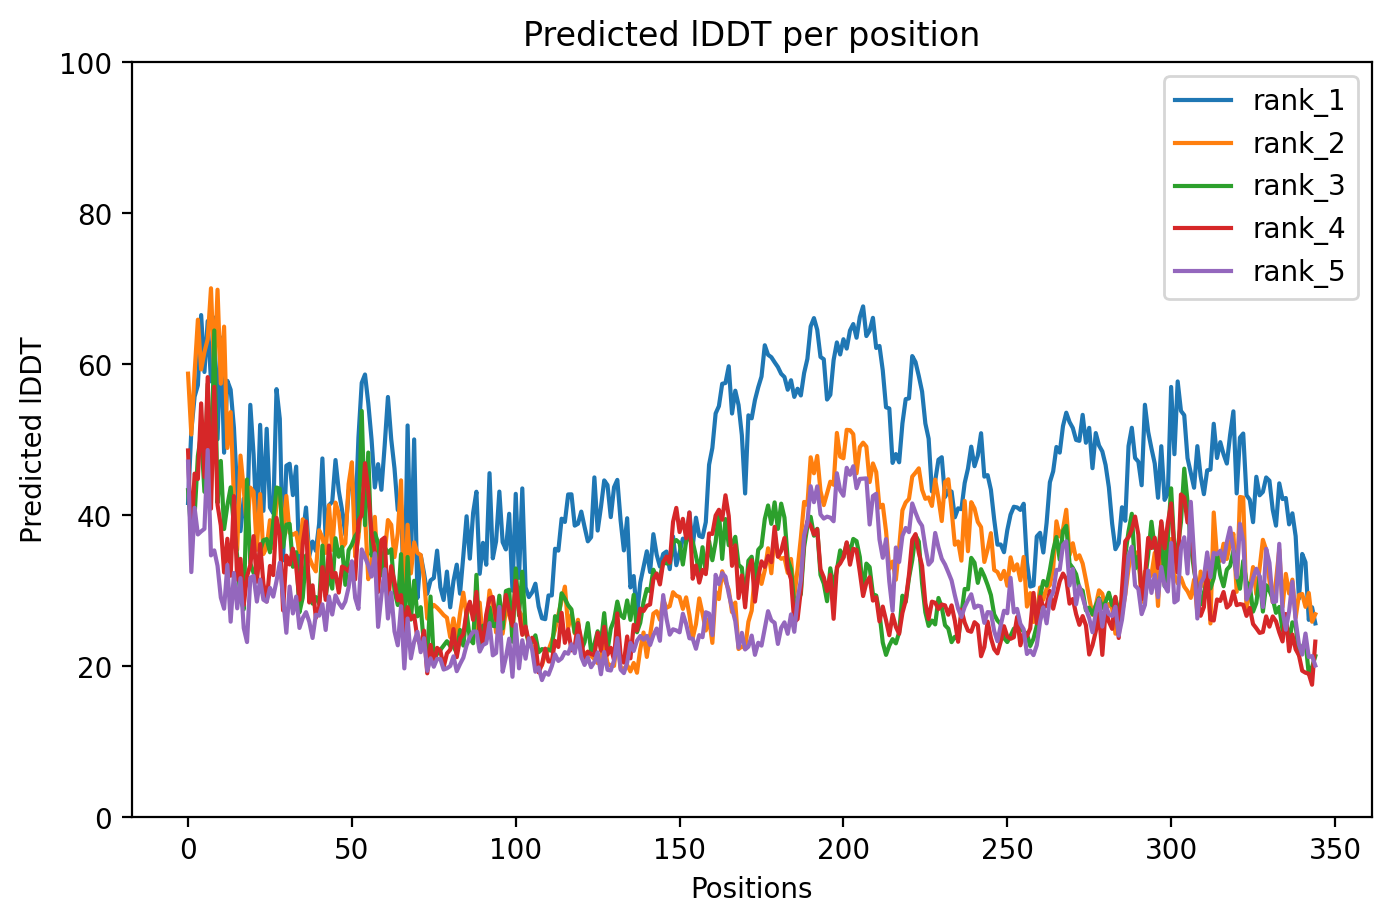 Predicted lDDT per position
100
80
60
40
20
0
Predicted lDDT
rank_1
rank_2
rank_3
rank_4
rank_5
0 50 100 150 200 250 300 350
Positions